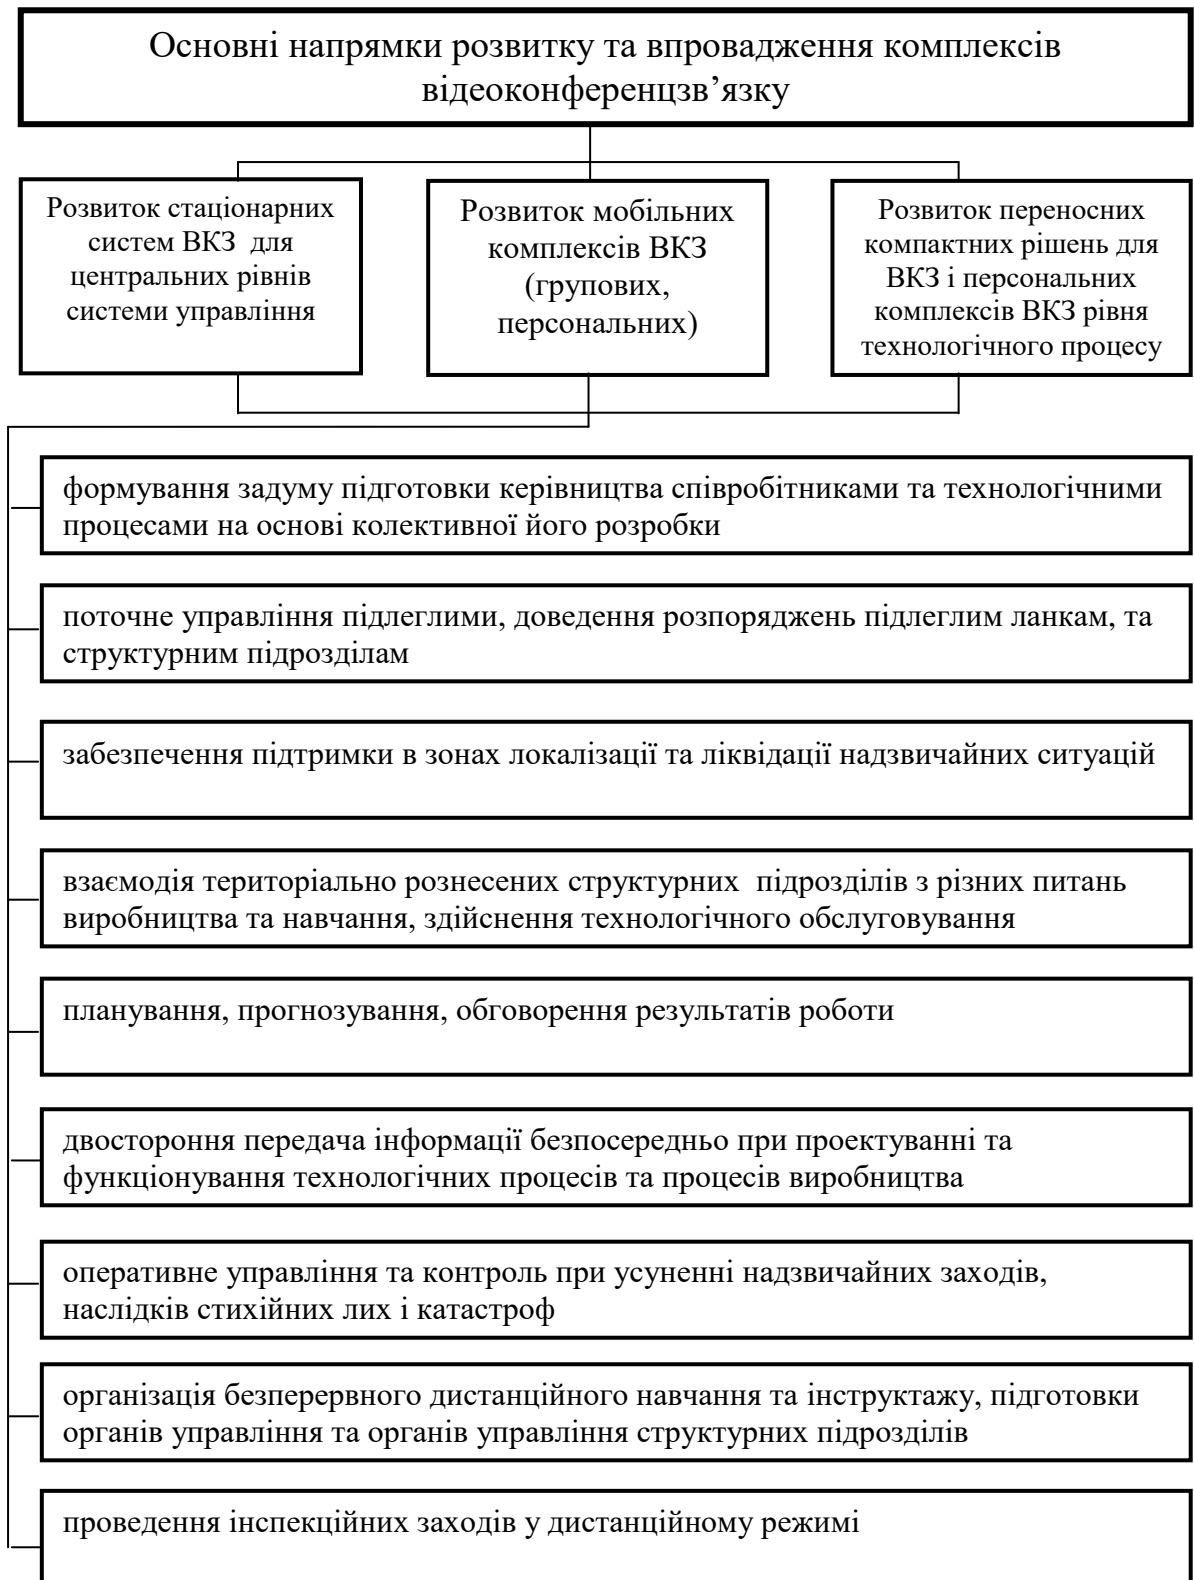 Основні напрямки розвитку та впровадження комплексів
відеоконференцзв’язку
Розвиток стаціонарних
систем ВКЗ для
центральних рівнів
системи управління
Розвиток мобільних
комплексів ВКЗ
(групових,
персональних)
Розвиток переносних
компактних рішень для
ВКЗ і персональних
комплексів ВКЗ рівня
технологічного процесу
формування задуму підготовки керівництва співробітниками та технологічними
процесами на основі колективної його розробки
поточне управління підлеглими, доведення розпоряджень підлеглим ланкам, та
структурним підрозділам
забезпечення підтримки в зонах локалізації та ліквідації надзвичайних ситуацій
взаємодія територіально рознесених структурних підрозділів з різних питань
виробництва та навчання, здійснення технологічного обслуговування
планування, прогнозування, обговорення результатів роботи
двостороння передача інформації безпосередньо при проектуванні та
функціонування технологічних процесів та процесів виробництва
оперативне управління та контроль при усуненні надзвичайних заходів,
наслідків стихійних лих і катастроф
організація безперервного дистанційного навчання та інструктажу, підготовки
органів управління та органів управління структурних підрозділів
проведення інспекційних заходів у дистанційному режимі